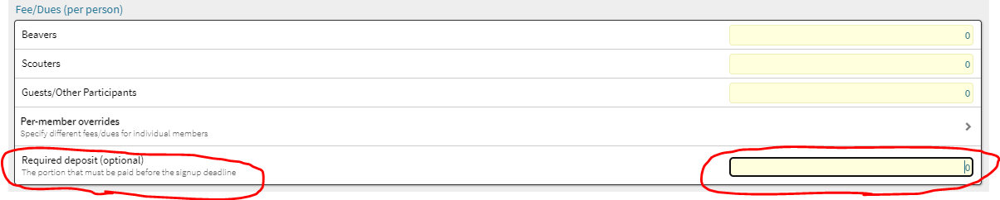 Fee/Dues (per person)
Beavers 0
Scouters 0
Guests/Other Participants 0
Per-member overrides
Specify different fees/dues for individual members
Required deposit (optional) 0
The portion that must be paid before the signup deadline